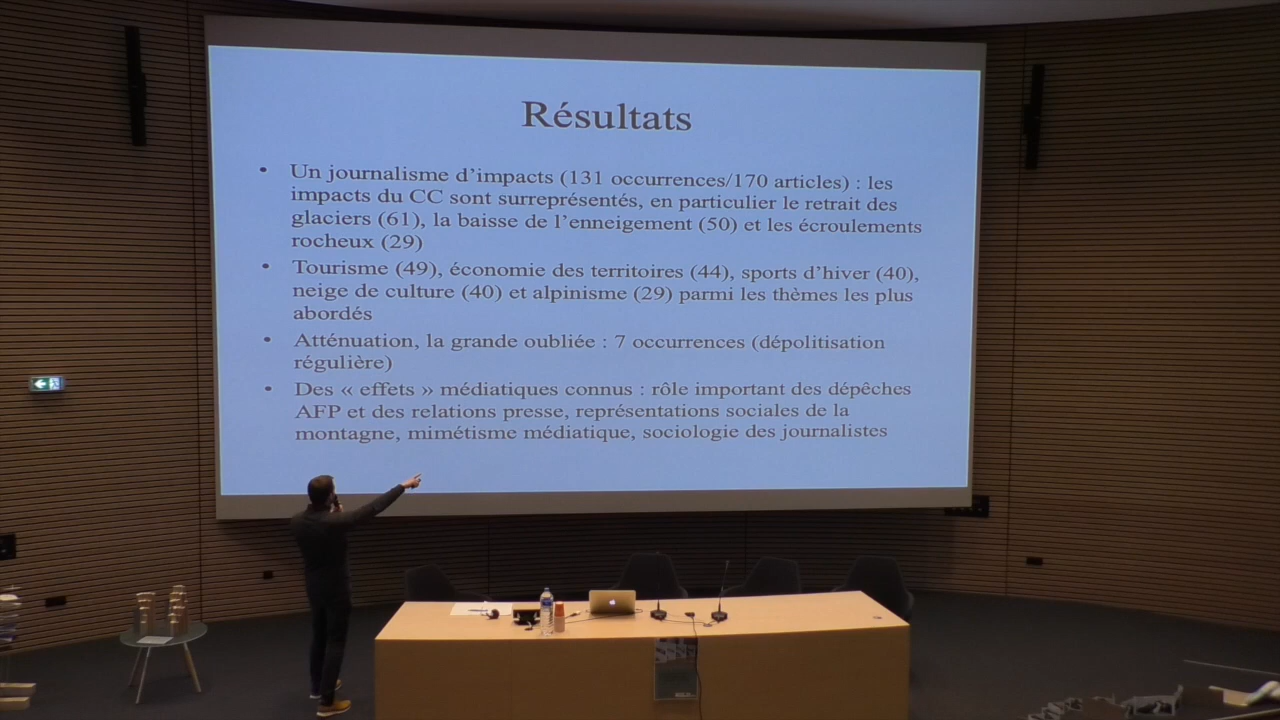 Résultats
• Un journalisme d’impacts (131 occurrences/170 articles) : les
impacts du CC sont surreprésentés, en particulier le retrait des
glaciers (61), la baisse de l’enneigement (50) et les écroulements
rocheux (29)
• Tourisme (49), économie des territoires (44), sports d’hiver (40),
neige de culture (40) et alpinisme (29) parmi les thèmes les plus
abordés
• Atténuation, la grande oubliée : 7 occurrences (dépolitisation
régulière)
• Des « effets » médiatiques connus : rôle important des dépêches
AFP et des relations presse, représentations sociales de la
montagne, mimétisme médiatique, sociologie des journalistes